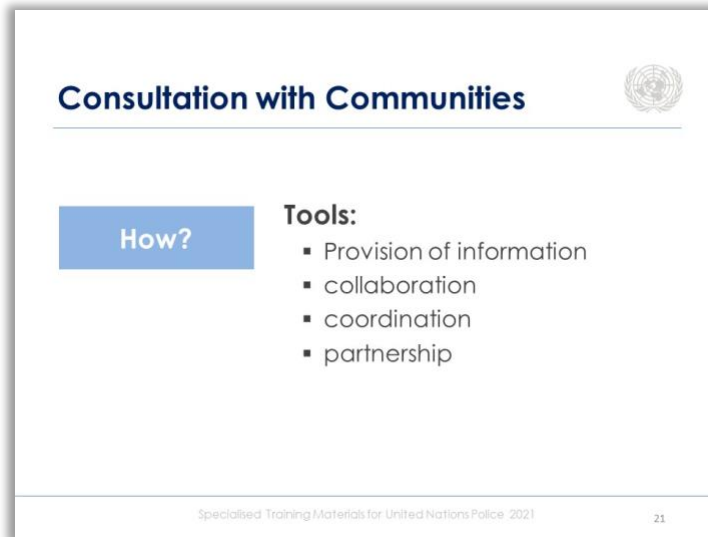 Consultation with Communities
How?
Tools:
▪ Provision of information
▪ collaboration
▪ coordination
▪ partnership
Specialised Training Materials for United Nations Police 2021
21